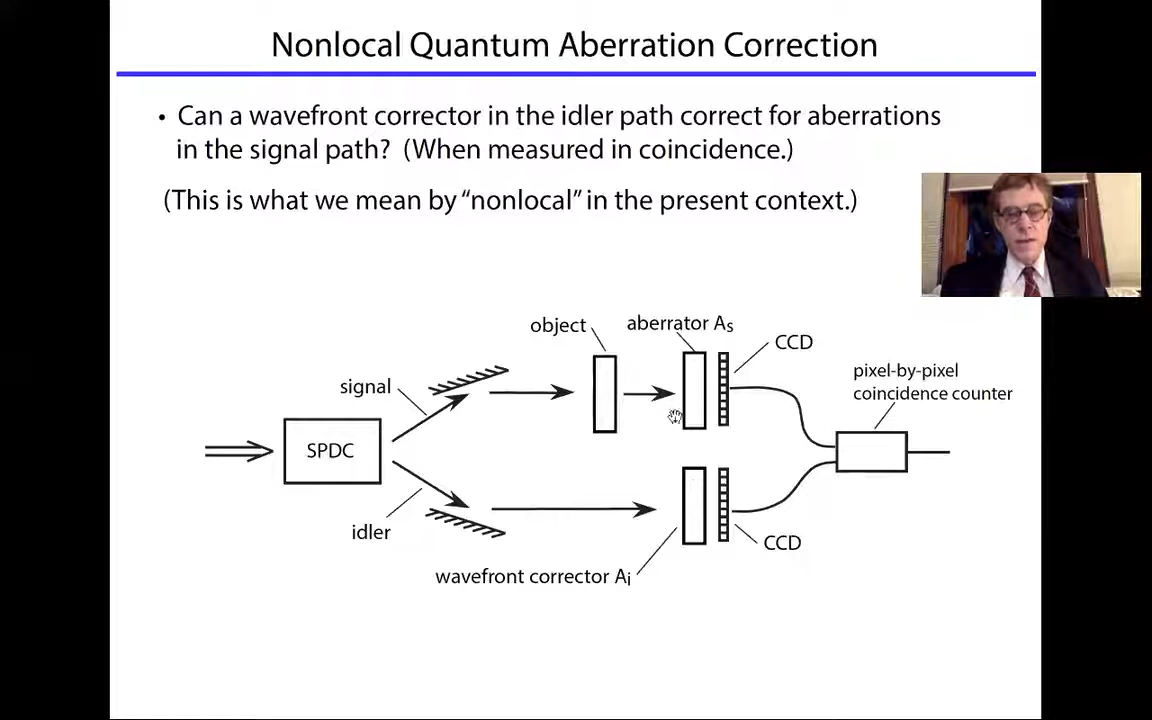 Nonlocal Quantum Aberration Correction
• Can a wavefront corrector in the idler path correct for aberrations
in the signal path? (When measured in coincidence.)
(This is what we mean by “nonlocal” in the present context.)
object
aberrator As
CCD
pixel-by-pixel
coincidence counter
signal
SPDC
idler
CCD
wavefront corrector Ai